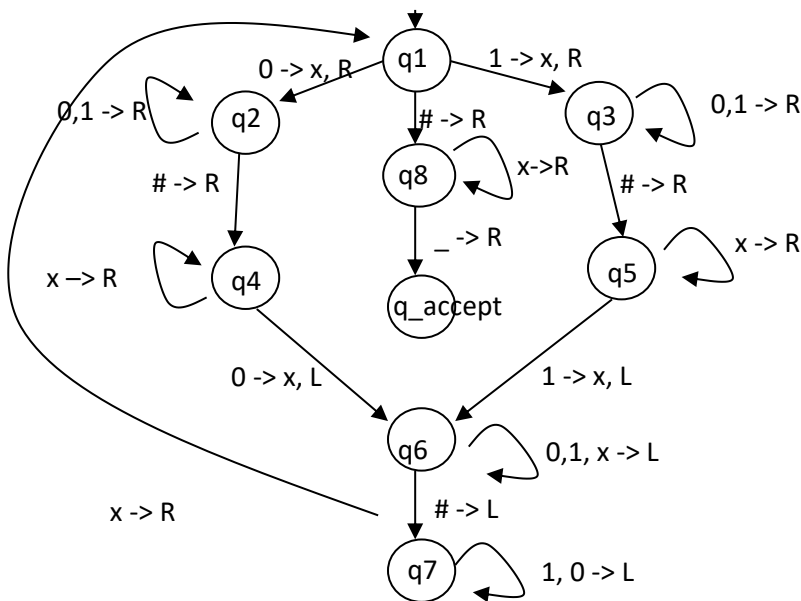 q1
0 -> x, R
1 -> x, R
0,1 -> R
q2
# -> R
q3
0,1 -> R
q8
x->R
# -> R
# -> R
_ -> R
x –> R
q4
q5
x -> R
q_accept
0 -> x, L
1 -> x, L
q6
0,1, x -> L
x -> R
# -> L
q7
1, 0 -> L